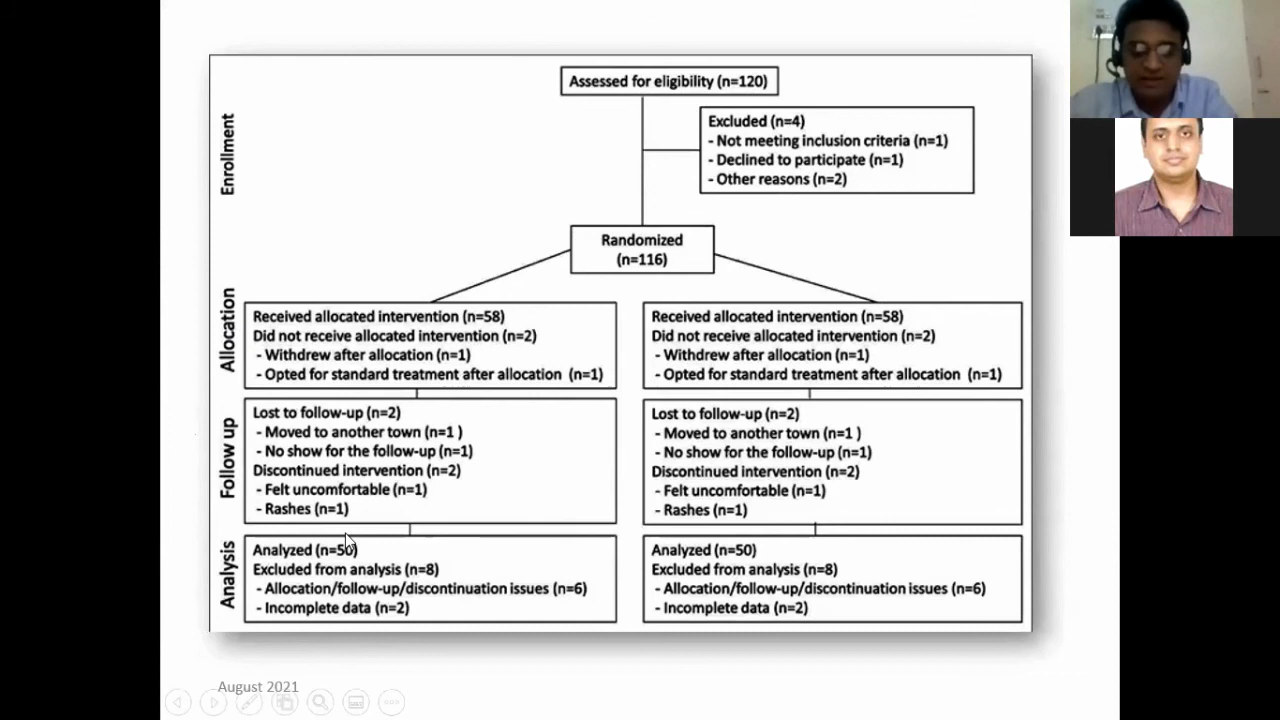 Enrollment
Assessed for eligibility (n=120)
Excluded (n=4)
- Not meeting inclusion criteria (n=1)
- Declined to participate (n=1)
- Other reasons (n=2)
Randomized
(n=116)
Allocation
Received allocated intervention (n=58)
Did not receive allocated intervention (n=2)
- Withdrew after allocation (n=1)
- Opted for standard treatment after allocation (n=1)
Received allocated intervention (n=58)
Did not receive allocated intervention (n=2)
- Withdrew after allocation (n=1)
- Opted for standard treatment after allocation (n=1)
Follow up
Lost to follow-up (n=2)
- Moved to another town (n=1 )
- No show for the follow-up (n=1)
Discontinued intervention (n=2)
- Felt uncomfortable (n=1)
- Rashes (n=1)
Lost to follow-up (n=2)
- Moved to another town (n=1 )
- No show for the follow-up (n=1)
Discontinued intervention (n=2)
- Felt uncomfortable (n=1)
- Rashes (n=1)
Analysis
Analyzed (n=50)
Excluded from analysis (n=8)
- Allocation/follow-up/discontinuation issues (n=6)
- Incomplete data (n=2)
Analyzed (n=50)
Excluded from analysis (n=8)
- Allocation/follow-up/discontinuation issues (n=6)
- Incomplete data (n=2)
August 2021